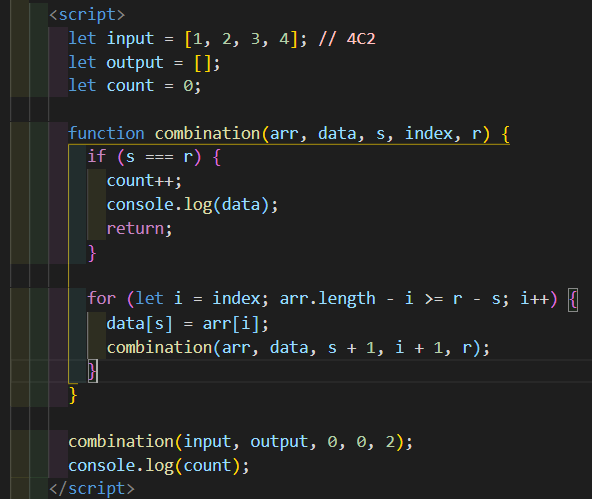 <script>
let input = [1, 2, 3, 4]; // 4C2
let output = [];
let count = 0;
function combination(arr, data, s, index, r) {
if (s === r) {
count++;
console.log(data);
return;
}
for (let i = index; arr.length - i >= r - s; i++) {
data[s] = arr[i];
combination(arr, data, s + 1, i + 1, r);
}
}
combination(input, output, 0, 0, 2);
console.log(count);
</script>